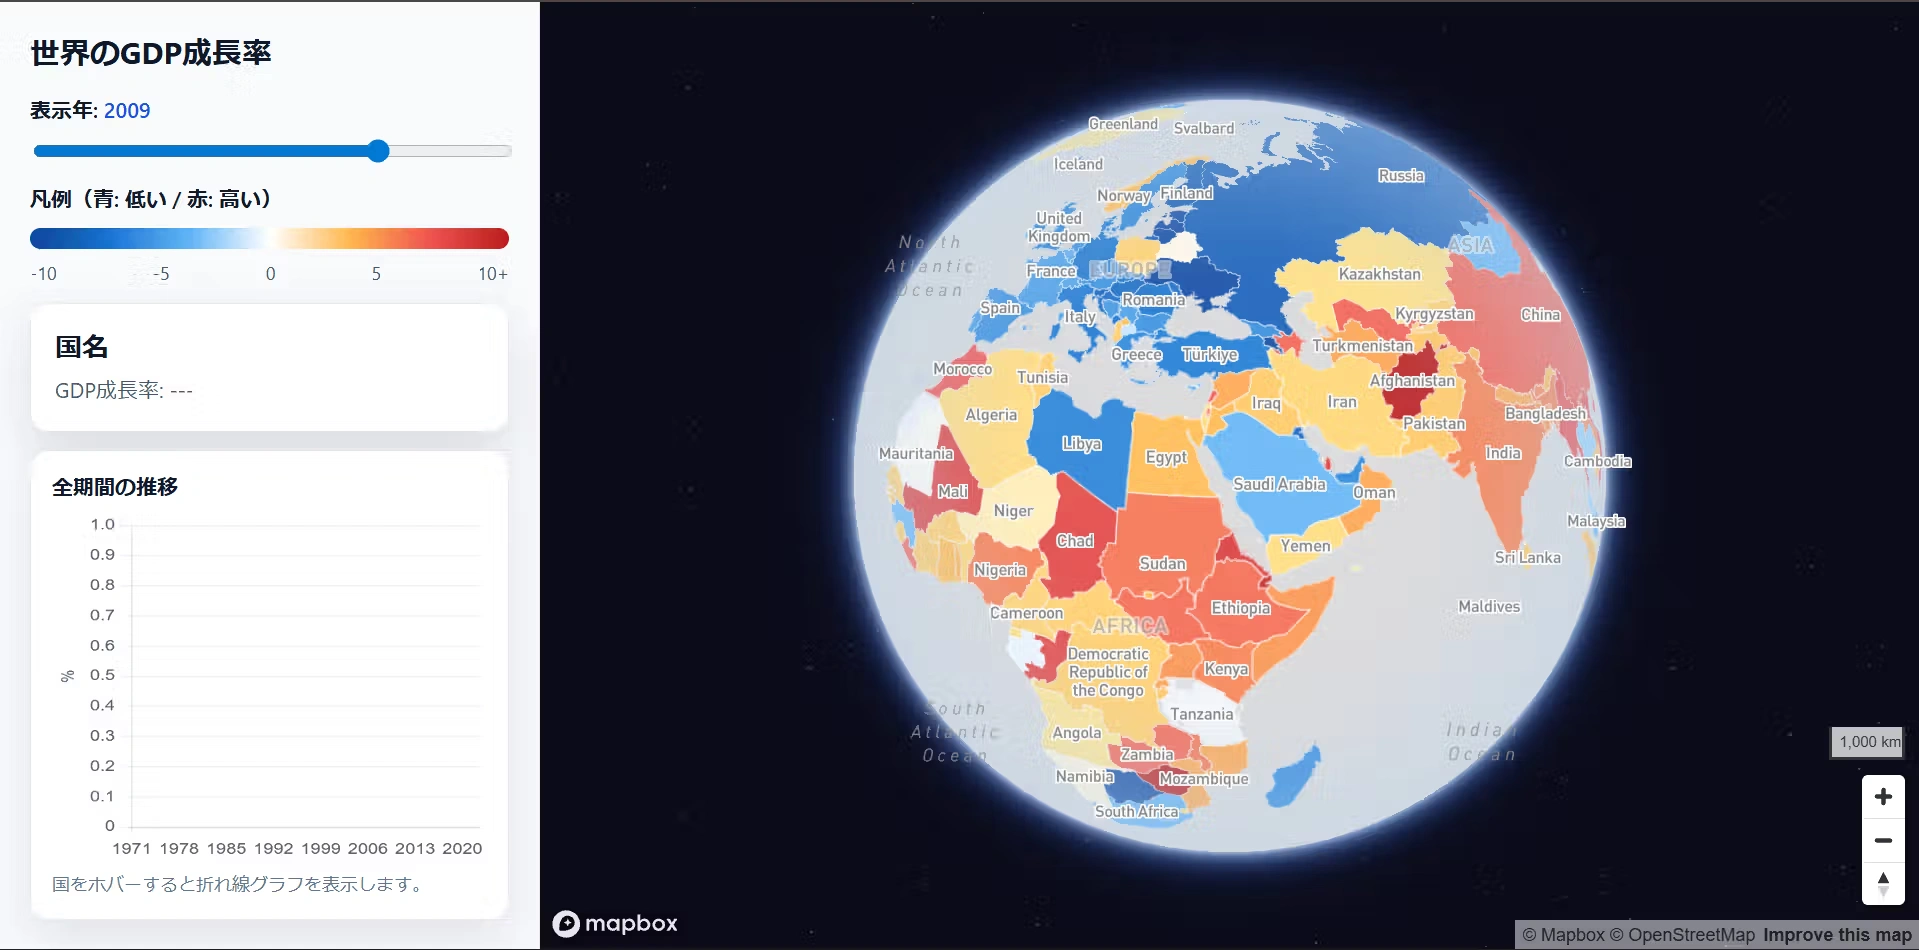 世界のGDP成長率
表示年: 2009
凡例（青: 低い / 赤: 高い）
-10 -5 0 5 10+
国名
GDP成長率: ---
全期間の推移
1.0
0.9
0.8
0.7
0.6
0.5
0.4
0.3
0.2
0.1
0
%
1971 1978 1985 1992 1999 2006 2013 2020
国をホバーすると折れ線グラフを表示します。
Greenland
Svalbard
Iceland
Russia
Norway
Finland
United
Kingdom
North
Atlantic
Ocean
ASIA
France
EUROPE
Kazakhstan
Spain
Romania
Italy
Kyrgyzstan
China
Greece
Türkiye
Turkmenistan
Morocco
Tunisia
Afghanistan
Algeria
Iraq
Iran
Pakistan
Bangladesh
Libya
Egypt
Mauritania
India
Cambodia
Saudi Arabia
Oman
Mali
Niger
Malaysia
Chad
Yemen
Sri Lanka
Nigeria
Sudan
Ethiopia
Maldives
Cameroon
AFRICA
Democratic
Republic of
the Congo
Kenya
South
Atlantic
Ocean
Tanzania
Angola
Indian
Ocean
Zambia
Namibia
Mozambique
South Africa
1,000 km
+
−
mapbox
© Mapbox © OpenStreetMap Improve this map